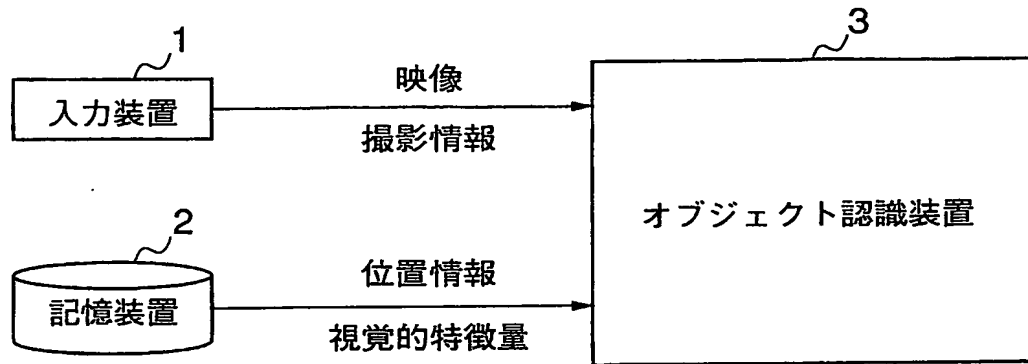 1
入力装置
映像
撮影情報
3
オブジェクト認識装置
2
記憶装置
位置情報
視覚的特徴量